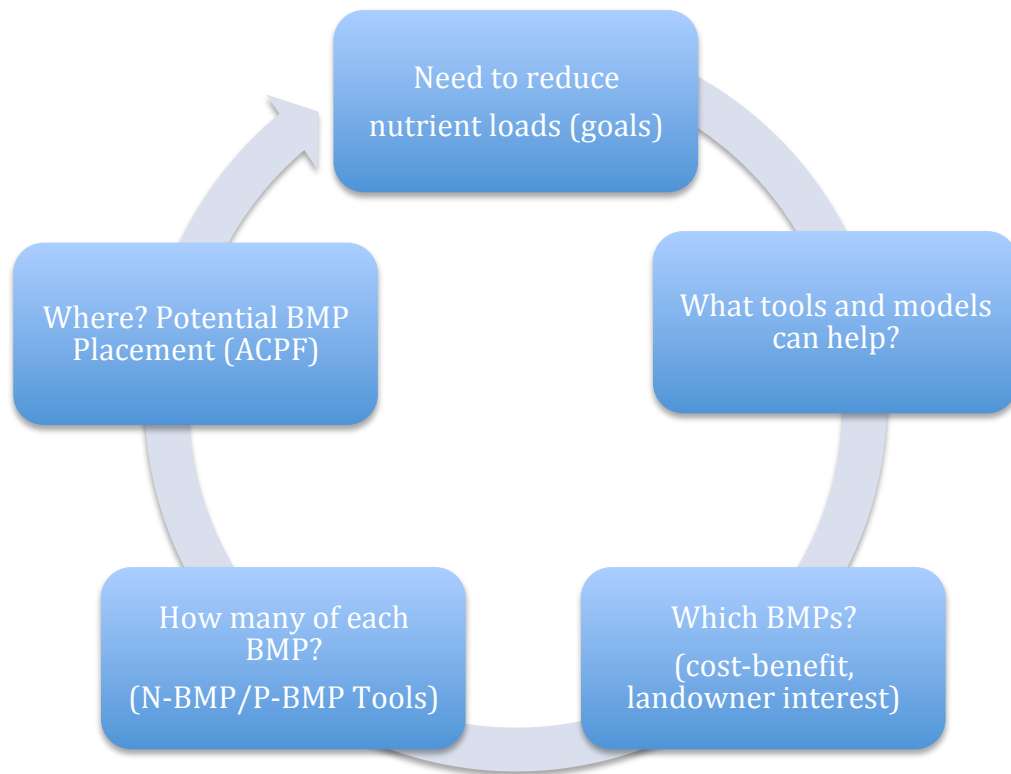 Need to reduce
nutrient loads (goals)
What tools and models
can help?
Which BMPs?
(cost-benefit,
landowner interest)
How many of each
BMP?
(N-BMP/P-BMP Tools)
Where? Potential BMP
Placement (ACPF)